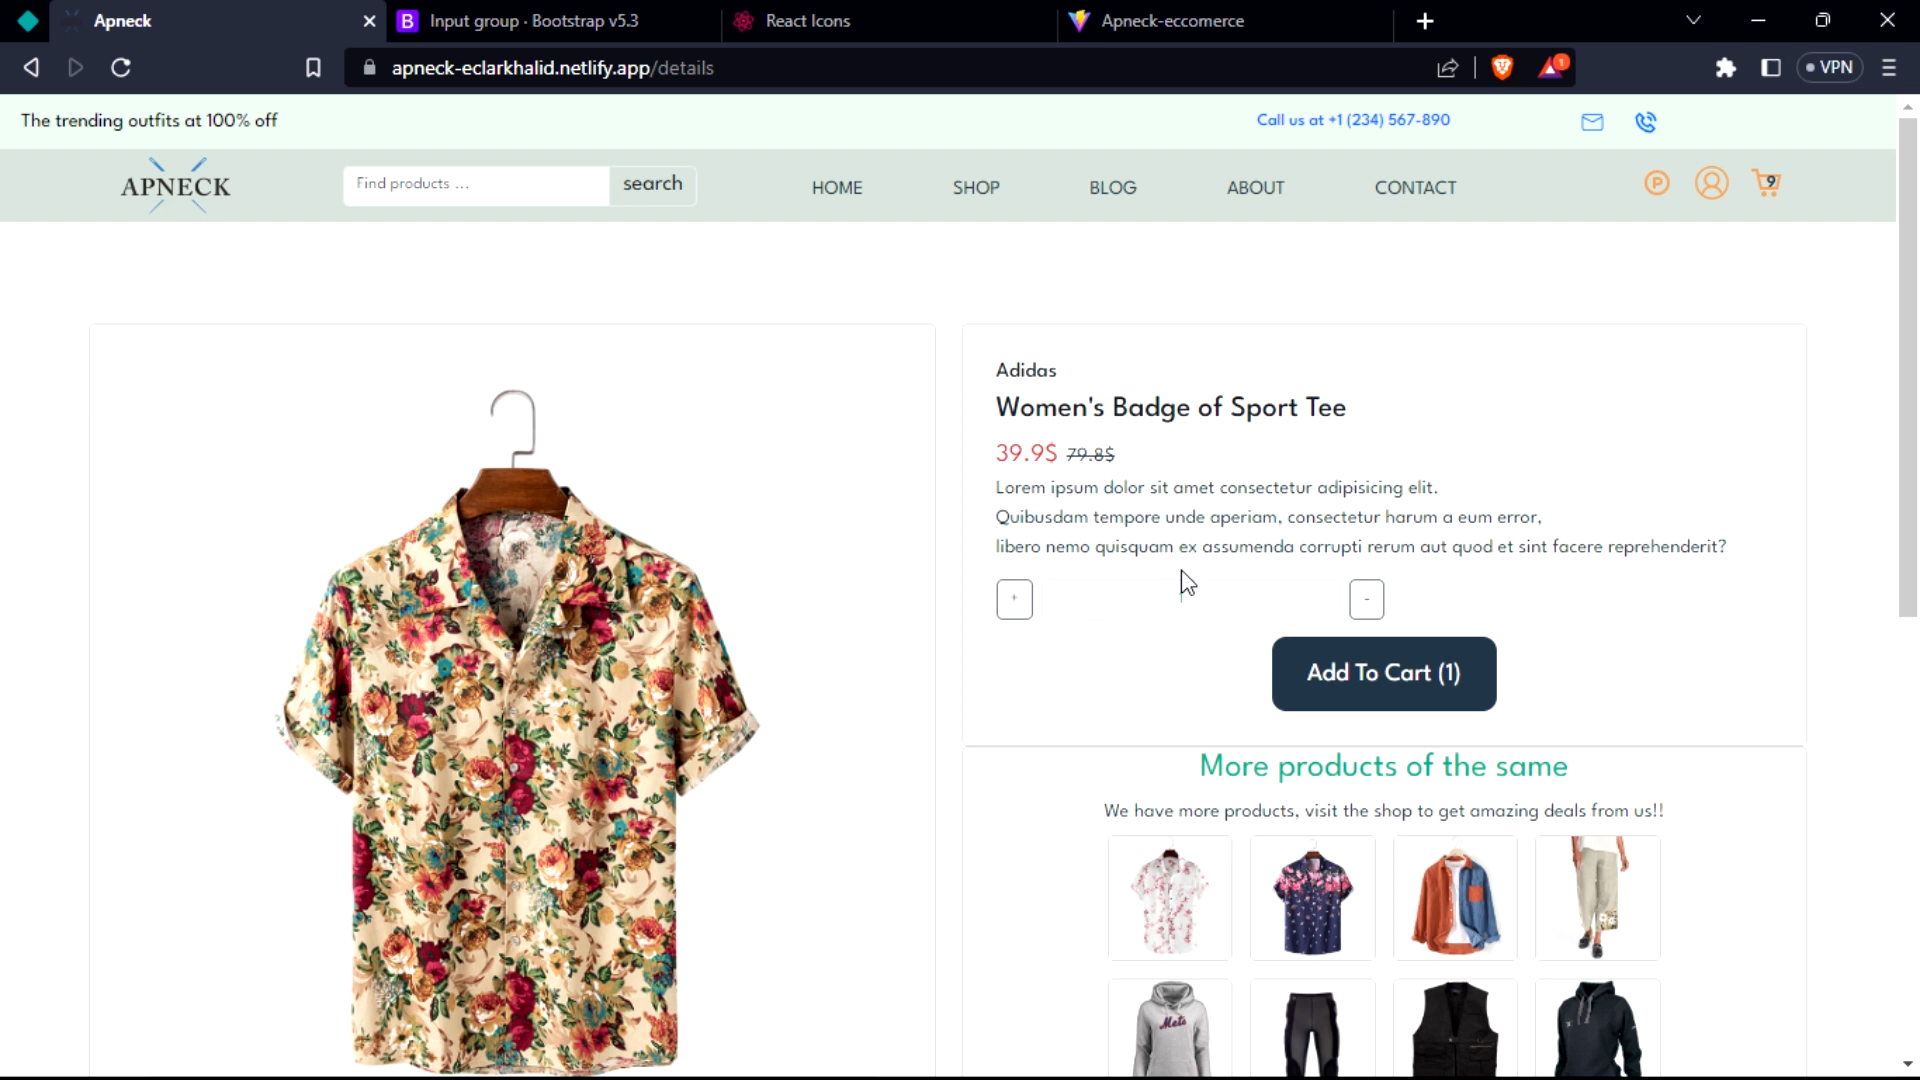 Apneck
Input group · Bootstrap v5.3
React Icons
Apneck-eccomerce
apneck-eclarkhalid.netlify.app/details
1
VPN
The trending outfits at 100% off
Call us at +1 (234) 567-890
APNECK
Find products ...
search
HOME
SHOP
BLOG
ABOUT
CONTACT
P
9
Adidas
Women's Badge of Sport Tee
39.9$ 79.8$
Lorem ipsum dolor sit amet consectetur adipisicing elit.
Quibusdam tempore unde aperiam, consectetur harum a eum error,
libero nemo quisquam ex assumenda corrupti rerum aut quod et sint facere reprehenderit?
+
-
Add To Cart (1)
More products of the same
We have more products, visit the shop to get amazing deals from us!!
Mets